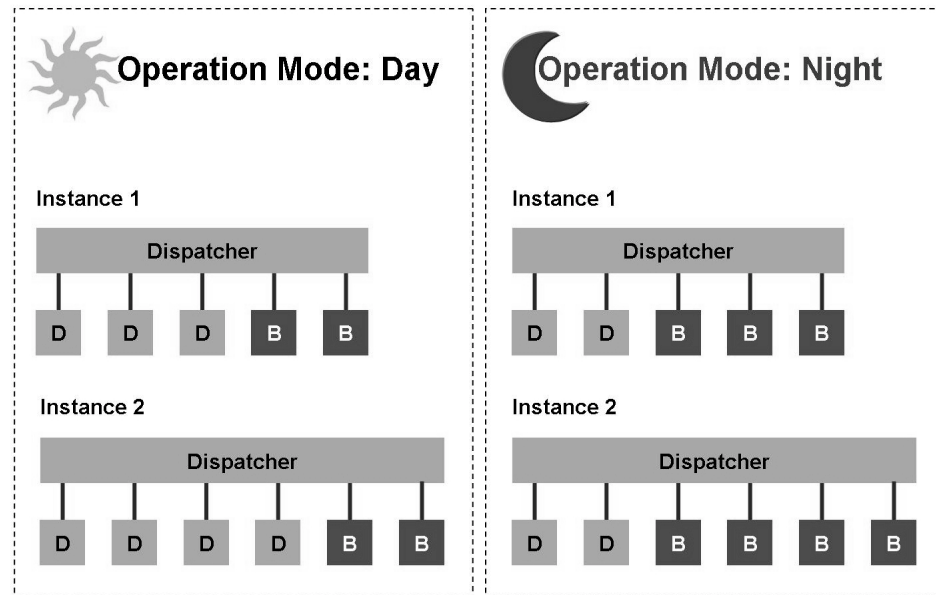 Operation Mode: Day
Instance 1
Dispatcher
D D D B B
Instance 2
Dispatcher
D D D D B B
Operation Mode: Night
Instance 1
Dispatcher
D D B B B
Instance 2
Dispatcher
D D B B B B